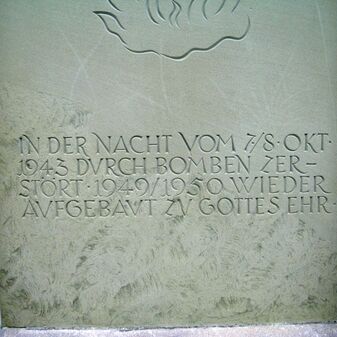 IN DER NACHT VOM 7/8·OKT·
1943 DVRCH BOMBEN ZER–
STÖRT·1949/1950 WIEDER
AVFGEBAVT ZV GOTTES EHR·